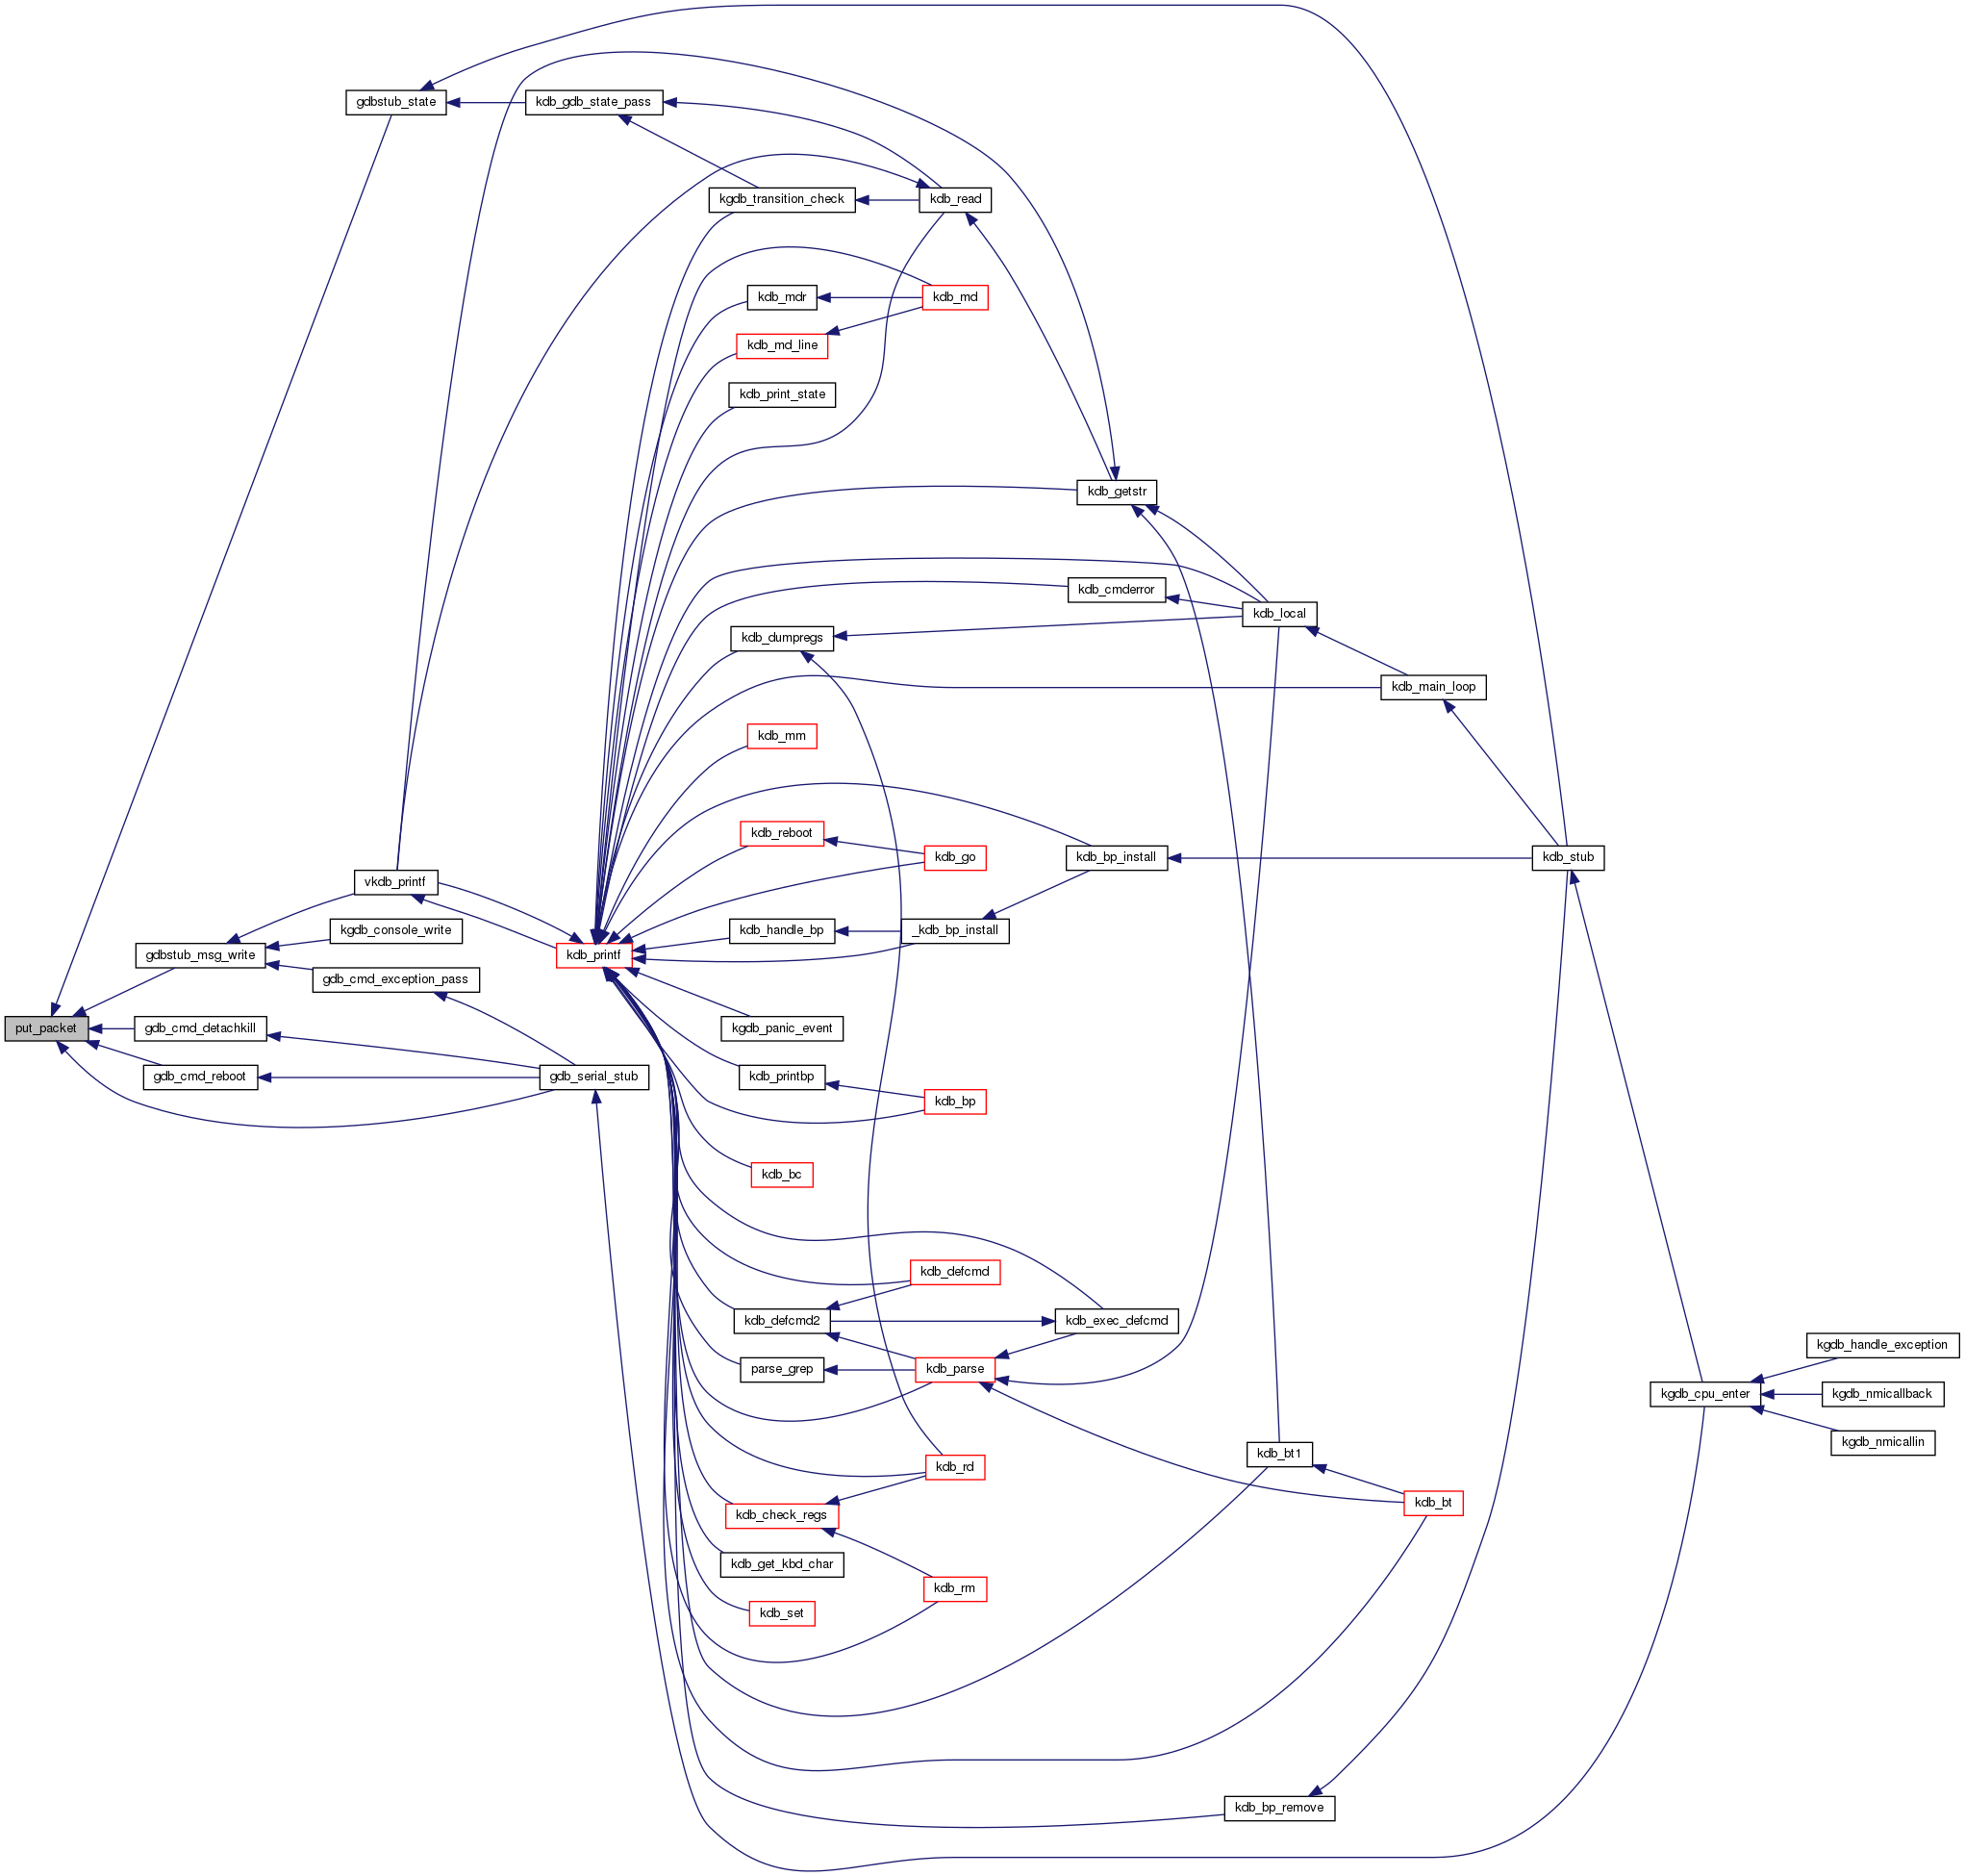 gdbstub_state
kdb_gdb_state_pass
kgdb_transition_check
kdb_read
kdb_mdr
kdb_md
kdb_md_line
kdb_print_state
kdb_getstr
kdb_cmderror
kdb_local
kdb_dumpregs
kdb_main_loop
kdb_mm
kdb_reboot
kdb_go
kdb_bp_install
kdb_stub
vkdb_printf
kgdb_console_write
kdb_handle_bp
_kdb_bp_install
gdbstub_msg_write
kdb_printf
gdb_cmd_exception_pass
put_packet
gdb_cmd_detachkill
kgdb_panic_event
gdb_cmd_reboot
gdb_serial_stub
kdb_printbp
kdb_bp
kdb_bc
kdb_defcmd
kdb_defcmd2
kdb_exec_defcmd
kgdb_handle_exception
parse_grep
kdb_parse
kgdb_cpu_enter
kgdb_nmicallback
kgdb_nmicallin
kdb_bt1
kdb_rd
kdb_bt
kdb_check_regs
kdb_get_kbd_char
kdb_rm
kdb_set
kdb_bp_remove